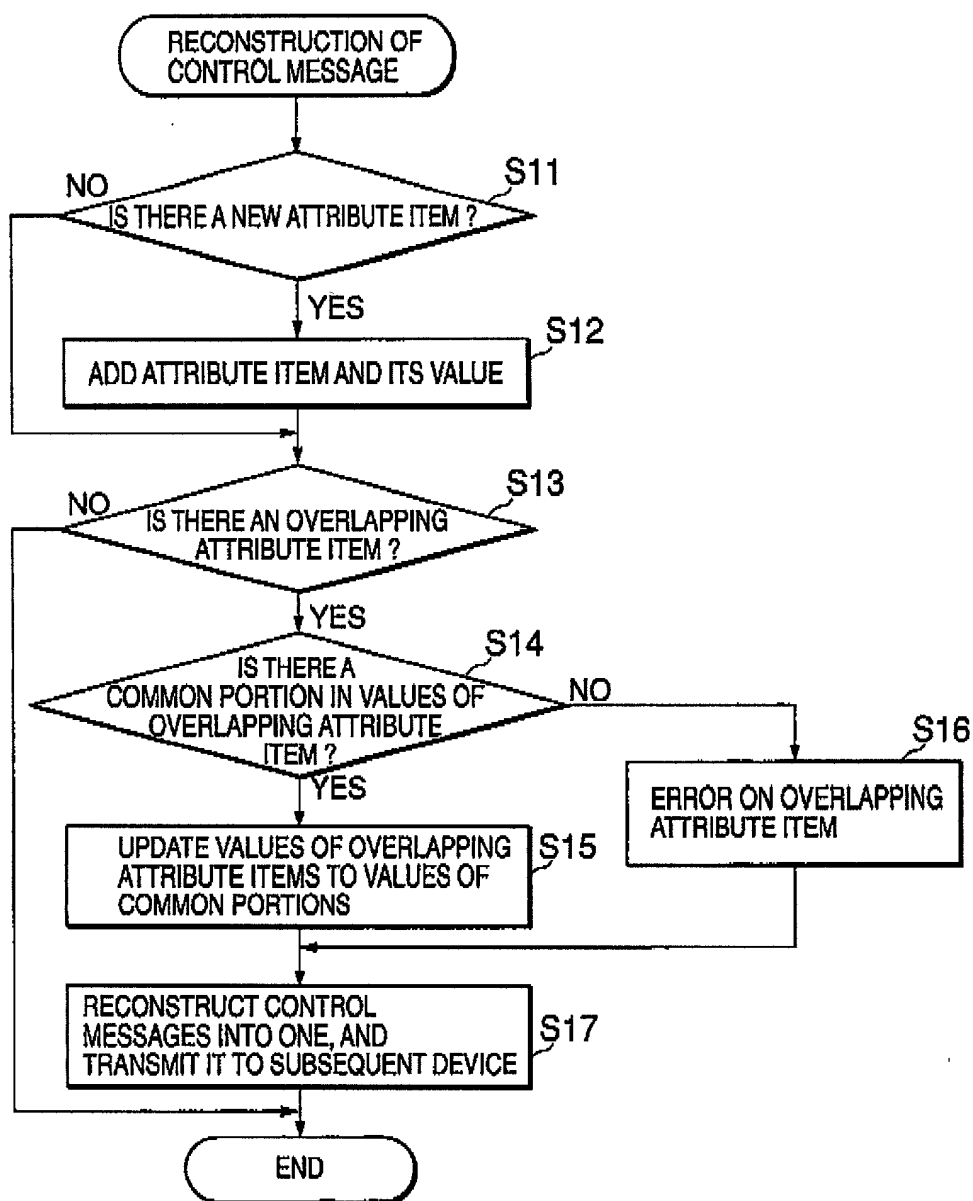 RECONSTRUCTION OF
CONTROL MESSAGE
S11
NO
IS THERE A NEW ATTRIBUTE ITEM ?
YES
S12
ADD ATTRIBUTE ITEM AND ITS VALUE
S13
NO
IS THERE AN OVERLAPPING
ATTRIBUTE ITEM ?
YES
S14
IS THERE A
COMMON PORTION IN VALUES OF
OVERLAPPING ATTRIBUTE
ITEM ?
NO
YES
S16
ERROR ON OVERLAPPING
ATTRIBUTE ITEM
S15
UPDATE VALUES OF OVERLAPPING
ATTRIBUTE ITEMS TO VALUES OF
COMMON PORTIONS
S17
RECONSTRUCT CONTROL
MESSAGES INTO ONE, AND
TRANSMIT IT TO SUBSEQUENT DEVICE
END